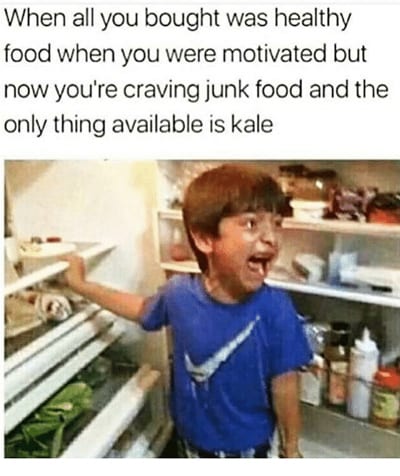 When all you bought was healthy
food when you were motivated but
now you're craving junk food and the
only thing available is kale